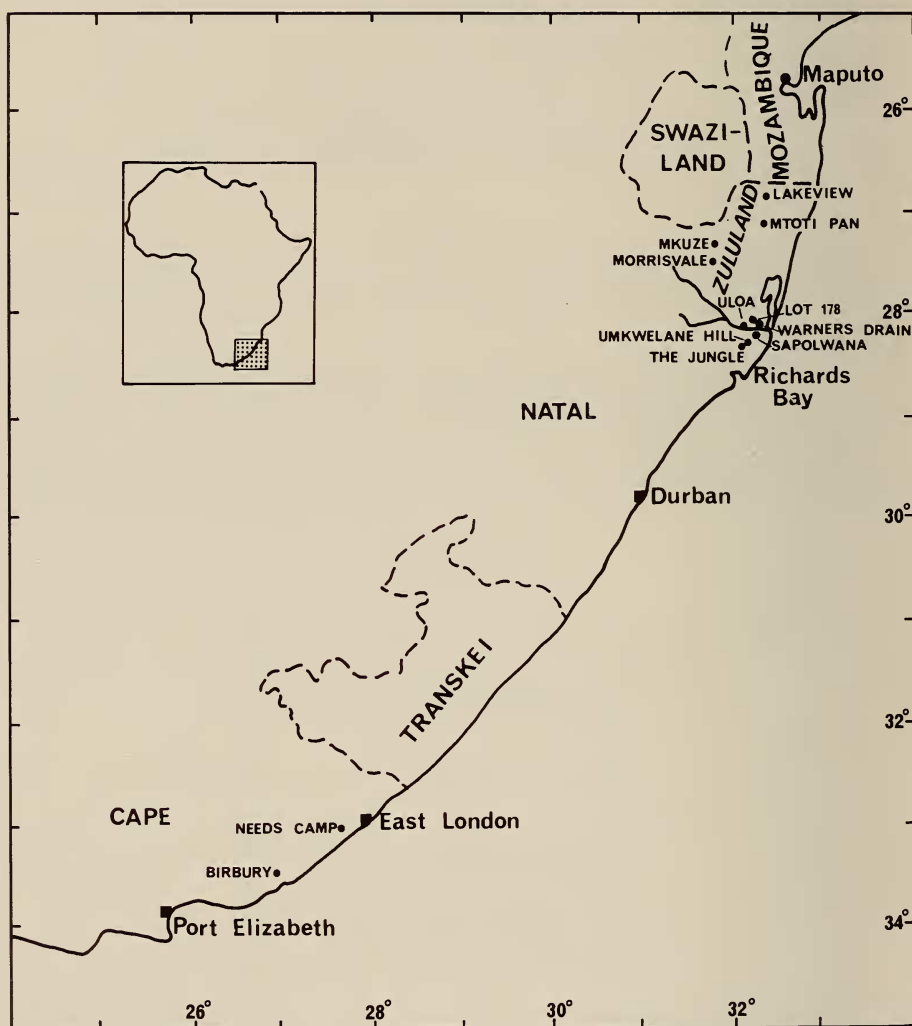 MOZAMBIQUE
Maputo
26°
SWAZI-
LAND
LAKEVIEW
ZULULAND
MTOTI PAN
MKUZE
MORRISVALE
ULOA
LOT 178
28°
WARNERS DRAIN
UMKWELANE HILL
SAPOLWANA
THE JUNGLE
Richards
Bay
NATAL
Durban
30°
TRANSKEI
32°
CAPE
NEEDS CAMP
East London
BIRBURY
Port Elizabeth
34°
26°
28°
30°
32°